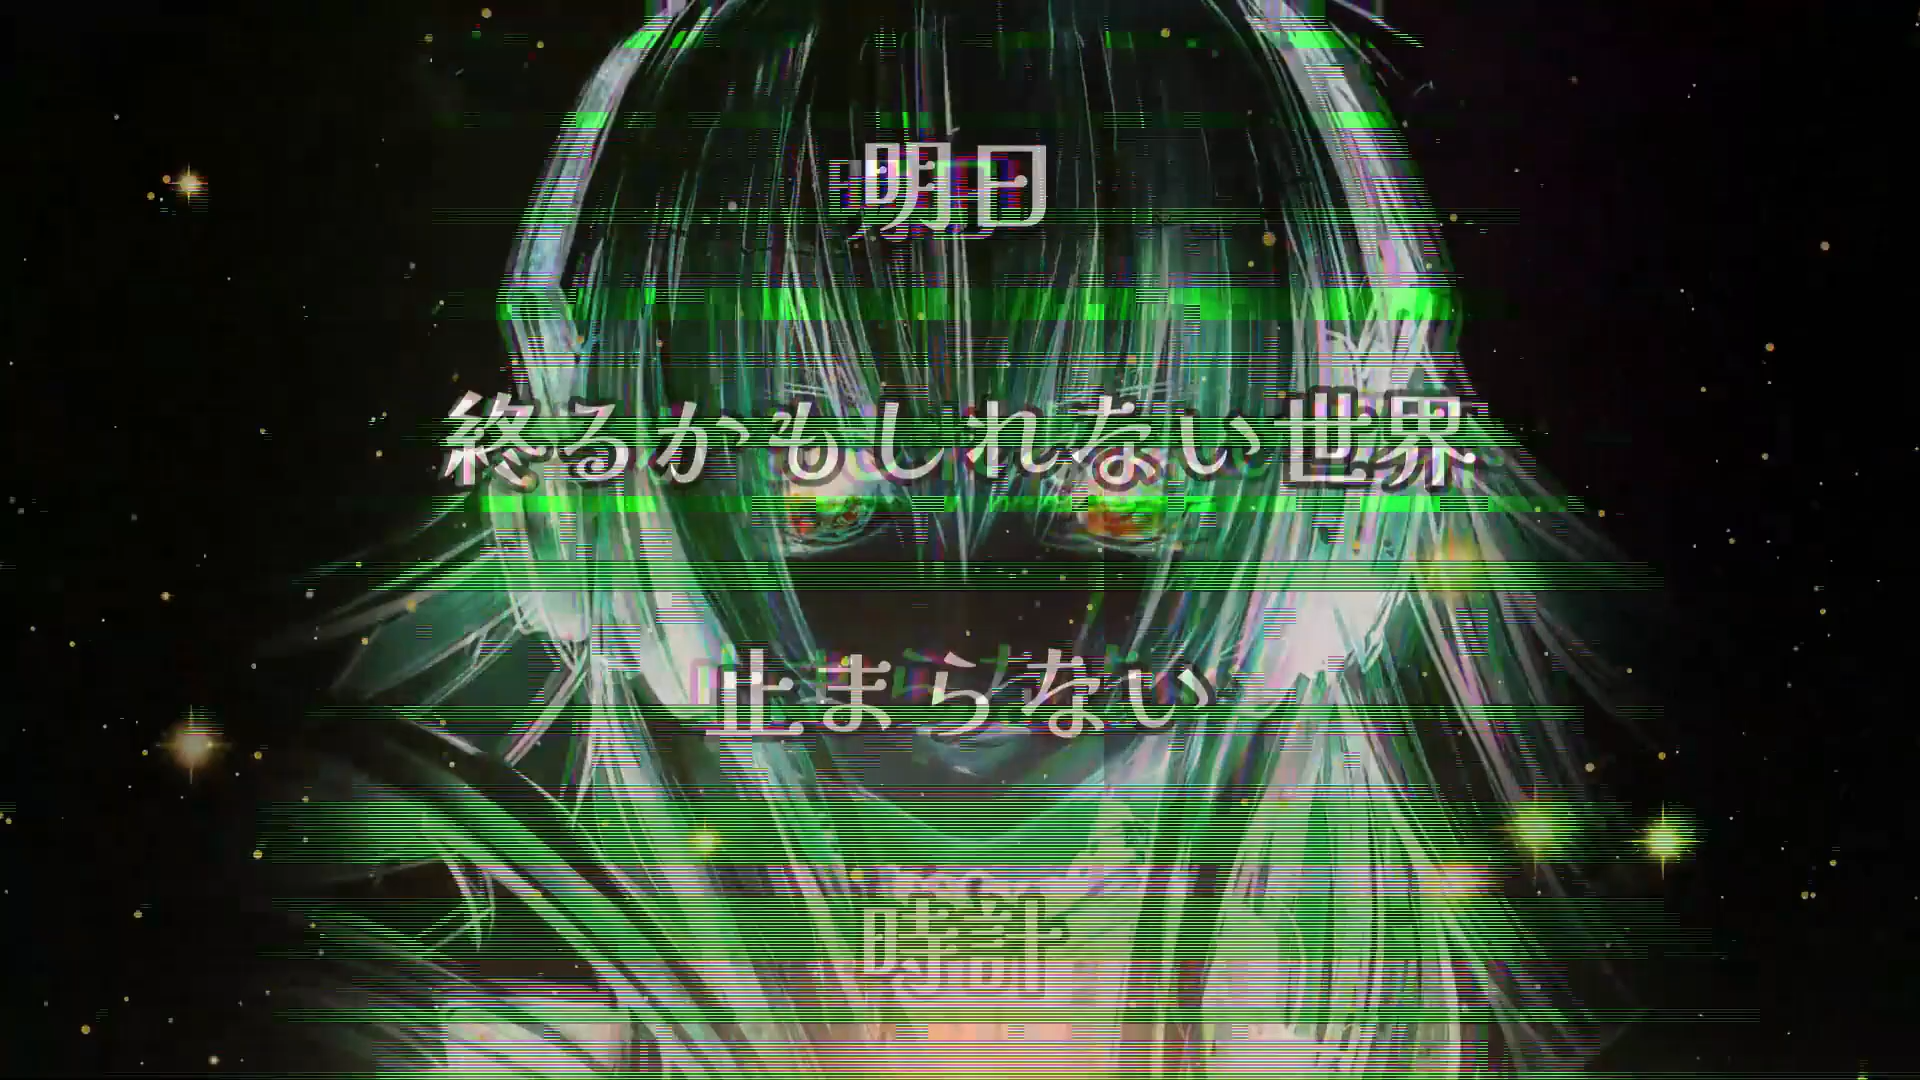 明日
終るかもしれない世界
止まらない
時計